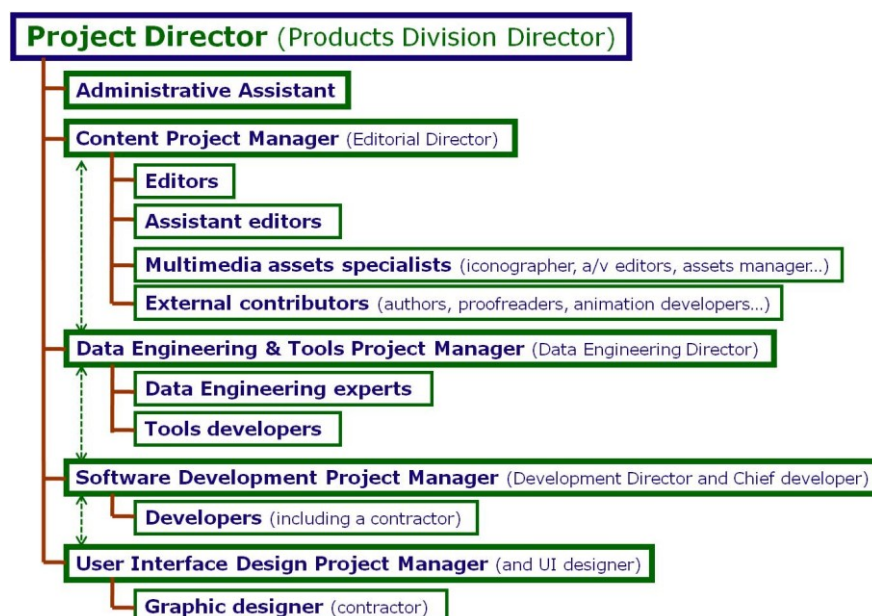 Project Director (Products Division Director)
Administrative Assistant
Content Project Manager (Editorial Director)
Editors
Assistant editors
Multimedia assets specialists (iconographer, a/v editors, assets manager...)
External contributors (authors, proofreaders, animation developers...)
Data Engineering & Tools Project Manager (Data Engineering Director)
Data Engineering experts
Tools developers
Software Development Project Manager (Development Director and Chief developer)
Developers (including a contractor)
User Interface Design Project Manager (and UI designer)
Graphic designer (contractor)